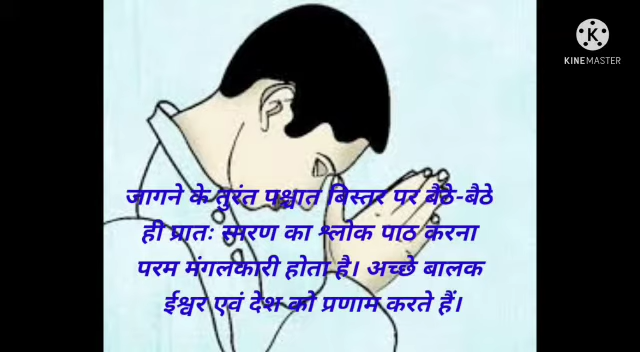 KINEMASTER
जागने के तुरंत पश्चात बिस्तर पर बैठे-बैठे
ही प्रातः स्मरण का श्लोक पाठ करना
परम मंगलकारी होता है। अच्छे बालक
ईश्वर एवं देश को प्रणाम करते हैं।